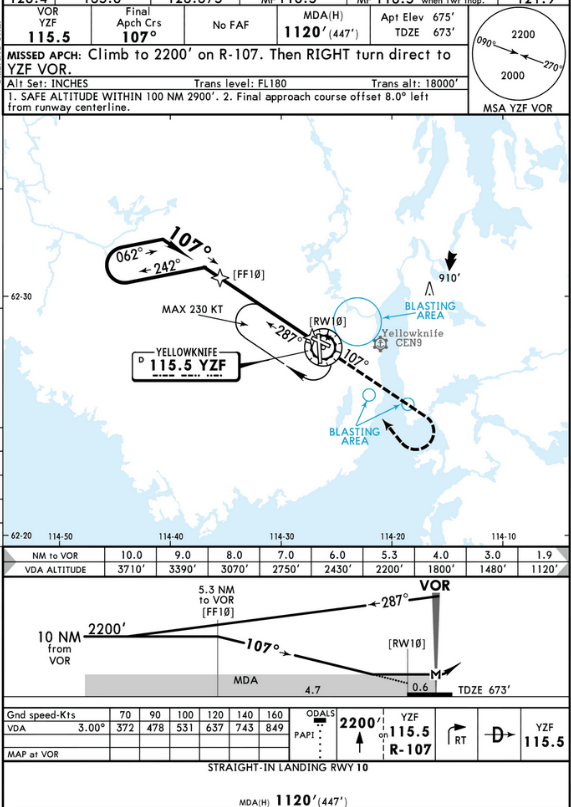 VOR
YZF
115.5
Final
Apch Crs
107°
No FAF
MDA(H)
1120' (447')
Apt Elev 675'
TDZE 673'
MISSED APCH: Climb to 2200' on R-107. Then RIGHT turn direct to
YZF VOR.
Alt Set: INCHES Trans level: FL180 Trans alt: 18000'
1. SAFE ALTITUDE WITHIN 100 NM 2900'. 2. Final approach course offset 8.0° left
from runway centerline.
090°
2200
270°
2000
MSA YZF VOR
107°
062°
242°
[FF10]
MAX 230 KT
287°
[RW10]
910'
BLASTING
AREA
Yellowknife
CEN9
62-30
YELLOWKNIFE
D 115.5 YZF
107°
BLASTING
AREA
62-20 114-50 114-40 114-30 114-20 114-10
NM to VOR 10.0 9.0 8.0 7.0 6.0 5.3 4.0 3.0 1.9
VDA ALTITUDE 3710' 3390' 3070' 2750' 2430' 2200' 1800' 1480' 1120'
5.3 NM
to VOR
[FF10]
VOR
287°
10 NM
from
VOR
2200'
107°
[RW10]
M
MDA
4.7
0.6
TDZE 673'
Gnd speed-Kts 70 90 100 120 140 160
VDA 3.00° 372 478 531 637 743 849
MAP at VOR
ODALS
PAPI
2200'
on
YZF
115.5
R-107
RT
D
YZF
115.5
STRAIGHT-IN LANDING RWY 10
MDA(H) 1120' (447')